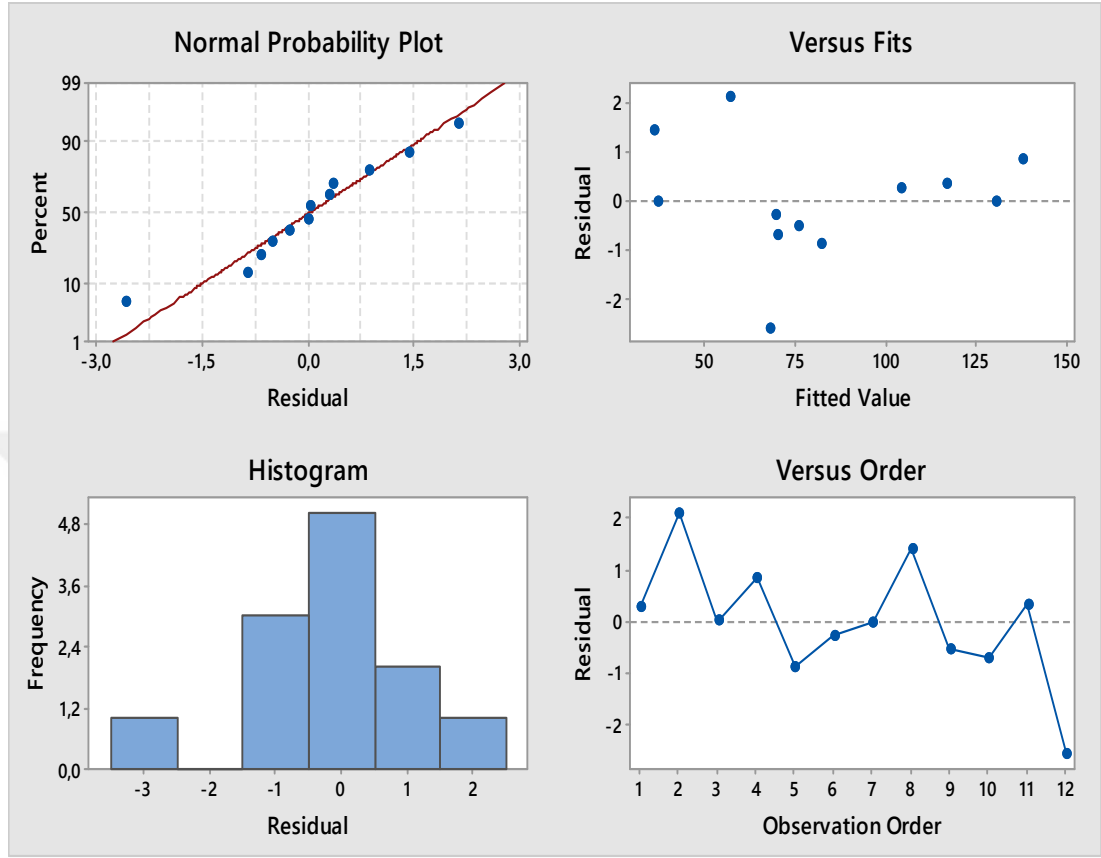 Normal Probability Plot
99
90
50
10
1
Percent
-3,0 -1,5 0,0 1,5 3,0
Residual
Versus Fits
2
1
0
-1
-2
Residual
50 75 100 125 150
Fitted Value
Histogram
4,8
3,6
2,4
1,2
0,0
Frequency
-3 -2 -1 0 1 2
Residual
Versus Order
2
1
0
-1
-2
Residual
1 2 3 4 5 6 7 8 9 10 11 12
Observation Order